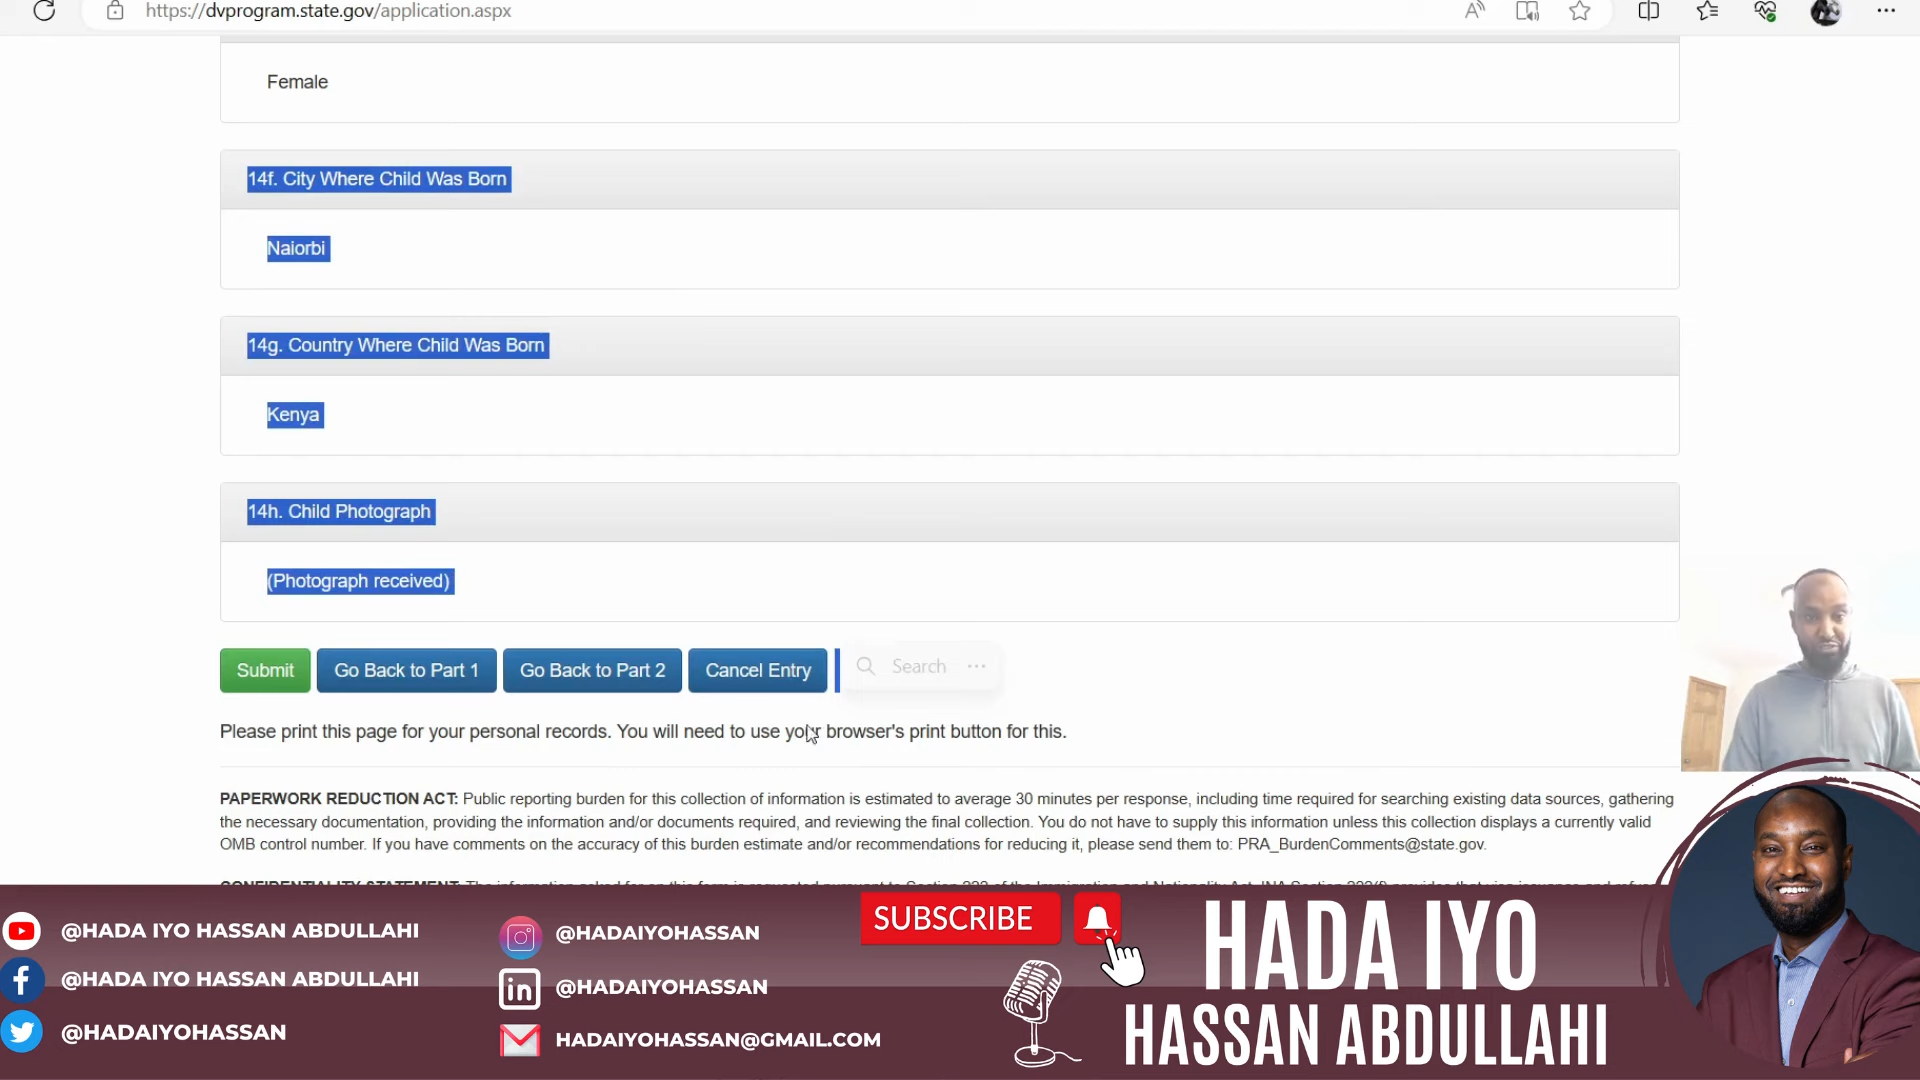 https://dvprogram.state.gov/application.aspx
Female
14f. City Where Child Was Born
Naiorbi
14g. Country Where Child Was Born
Kenya
14h. Child Photograph
(Photograph received)
Submit Go Back to Part 1 Go Back to Part 2 Cancel Entry Search
Please print this page for your personal records. You will need to use your browser's print button for this.
PAPERWORK REDUCTION ACT: Public reporting burden for this collection of information is estimated to average 30 minutes per response, including time required for searching existing data sources, gathering
the necessary documentation, providing the information and/or documents required, and reviewing the final collection. You do not have to supply this information unless this collection displays a currently valid
OMB control number. If you have comments on the accuracy of this burden estimate and/or recommendations for reducing it, please send them to: PRA_BurdenComments@state.gov.
@HADA IYO HASSAN ABDULLAHI
@HADA IYO HASSAN ABDULLAHI
@HADAIYOHASSAN
@HADAIYOHASSAN
@HADAIYOHASSAN
HADAIYOHASSAN@GMAIL.COM
SUBSCRIBE
HADA IYO
HASSAN ABDULLAHI